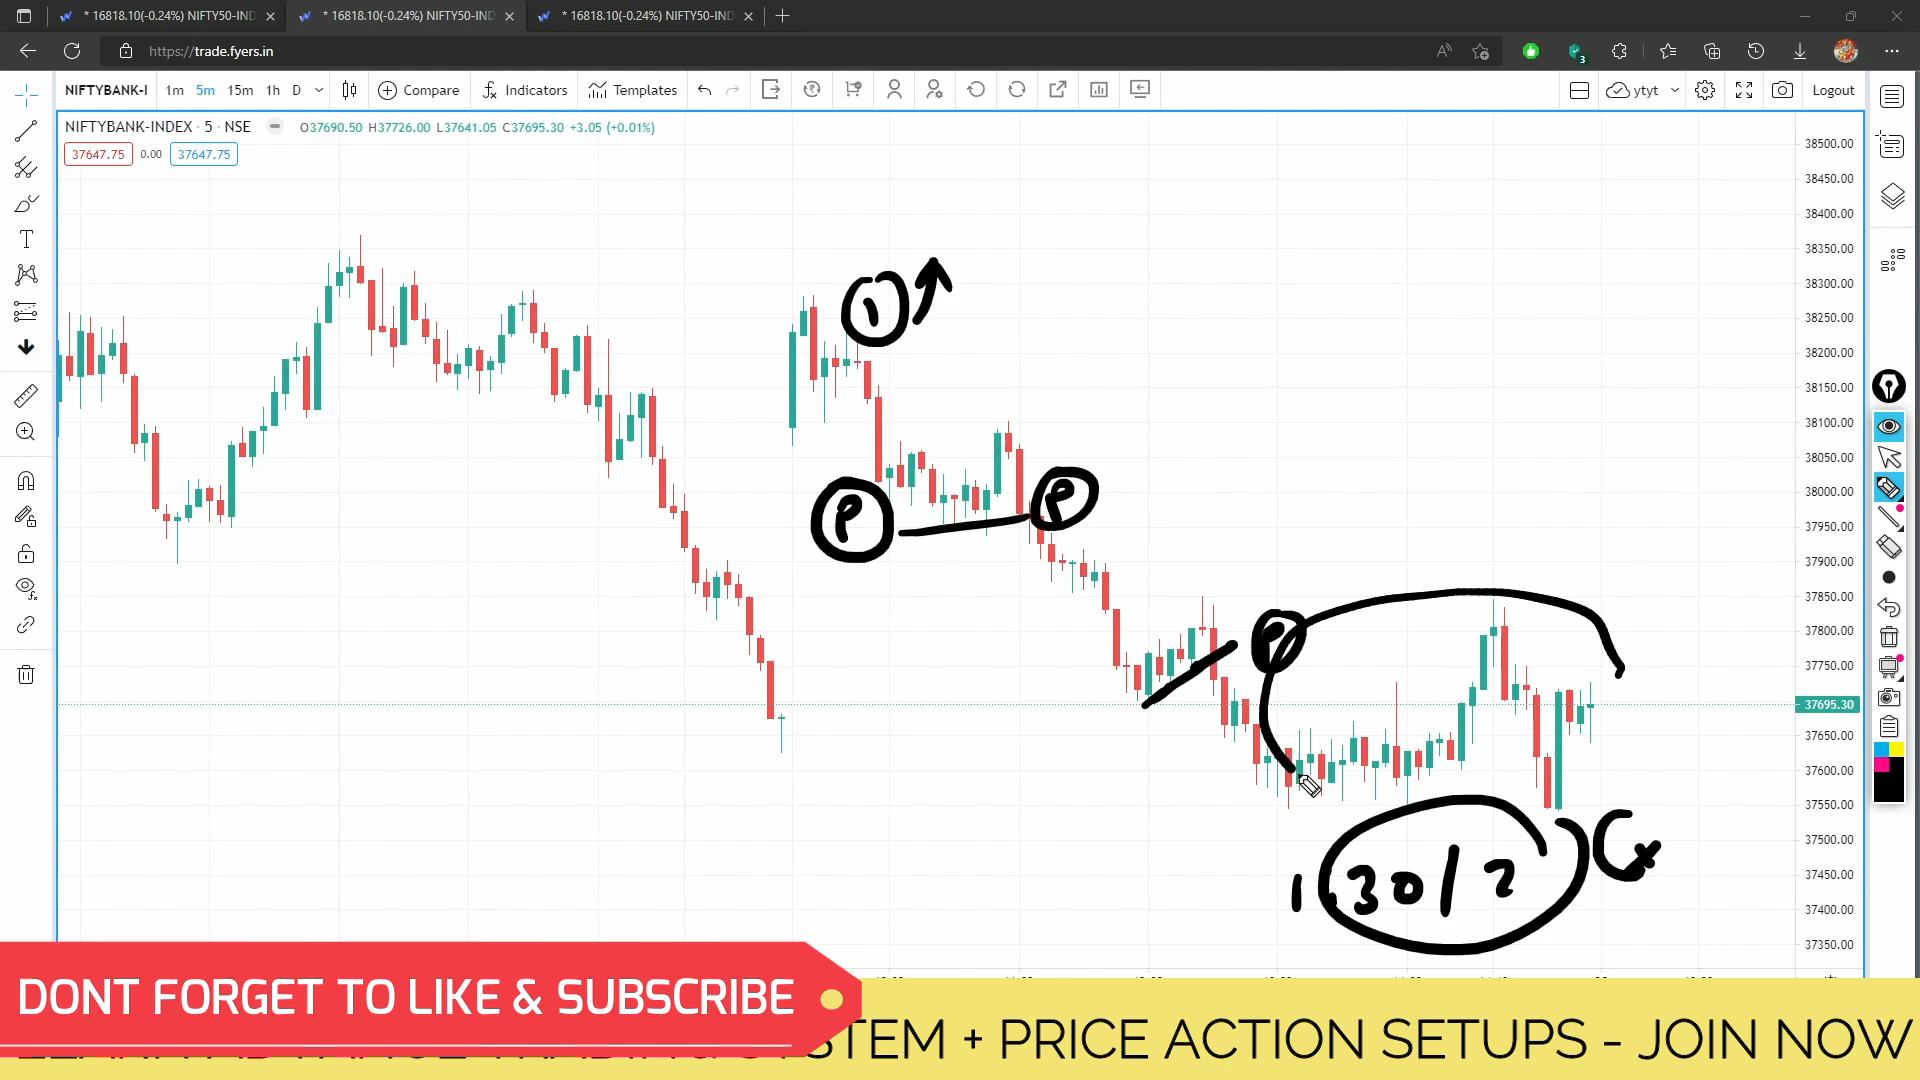 * 16818.10(-0.24%) NIFTY50-IND
* 16818.10(-0.24%) NIFTY50-IND
* 16818.10(-0.24%) NIFTY50-IND
https://trade.fyers.in
3
NIFTYBANK-I 1m 5m 15m 1h D Compare Indicators Templates ytyt Logout
NIFTYBANK-INDEX · 5 · NSE O37690.50 H37726.00 L37641.05 C37695.30 +3.05 (+0.01%)
37647.75 0.00 37647.75
38500.00
38450.00
38400.00
38350.00
38300.00
38250.00
38200.00
38150.00
38100.00
38050.00
38000.00
37950.00
37900.00
37850.00
37800.00
37750.00
37695.30
37650.00
37600.00
37550.00
37500.00
37450.00
37400.00
37350.00
1
P
P
P
1.30/2
DONT FORGET TO LIKE & SUBSCRIBE
STEM + PRICE ACTION SETUPS - JOIN NOW